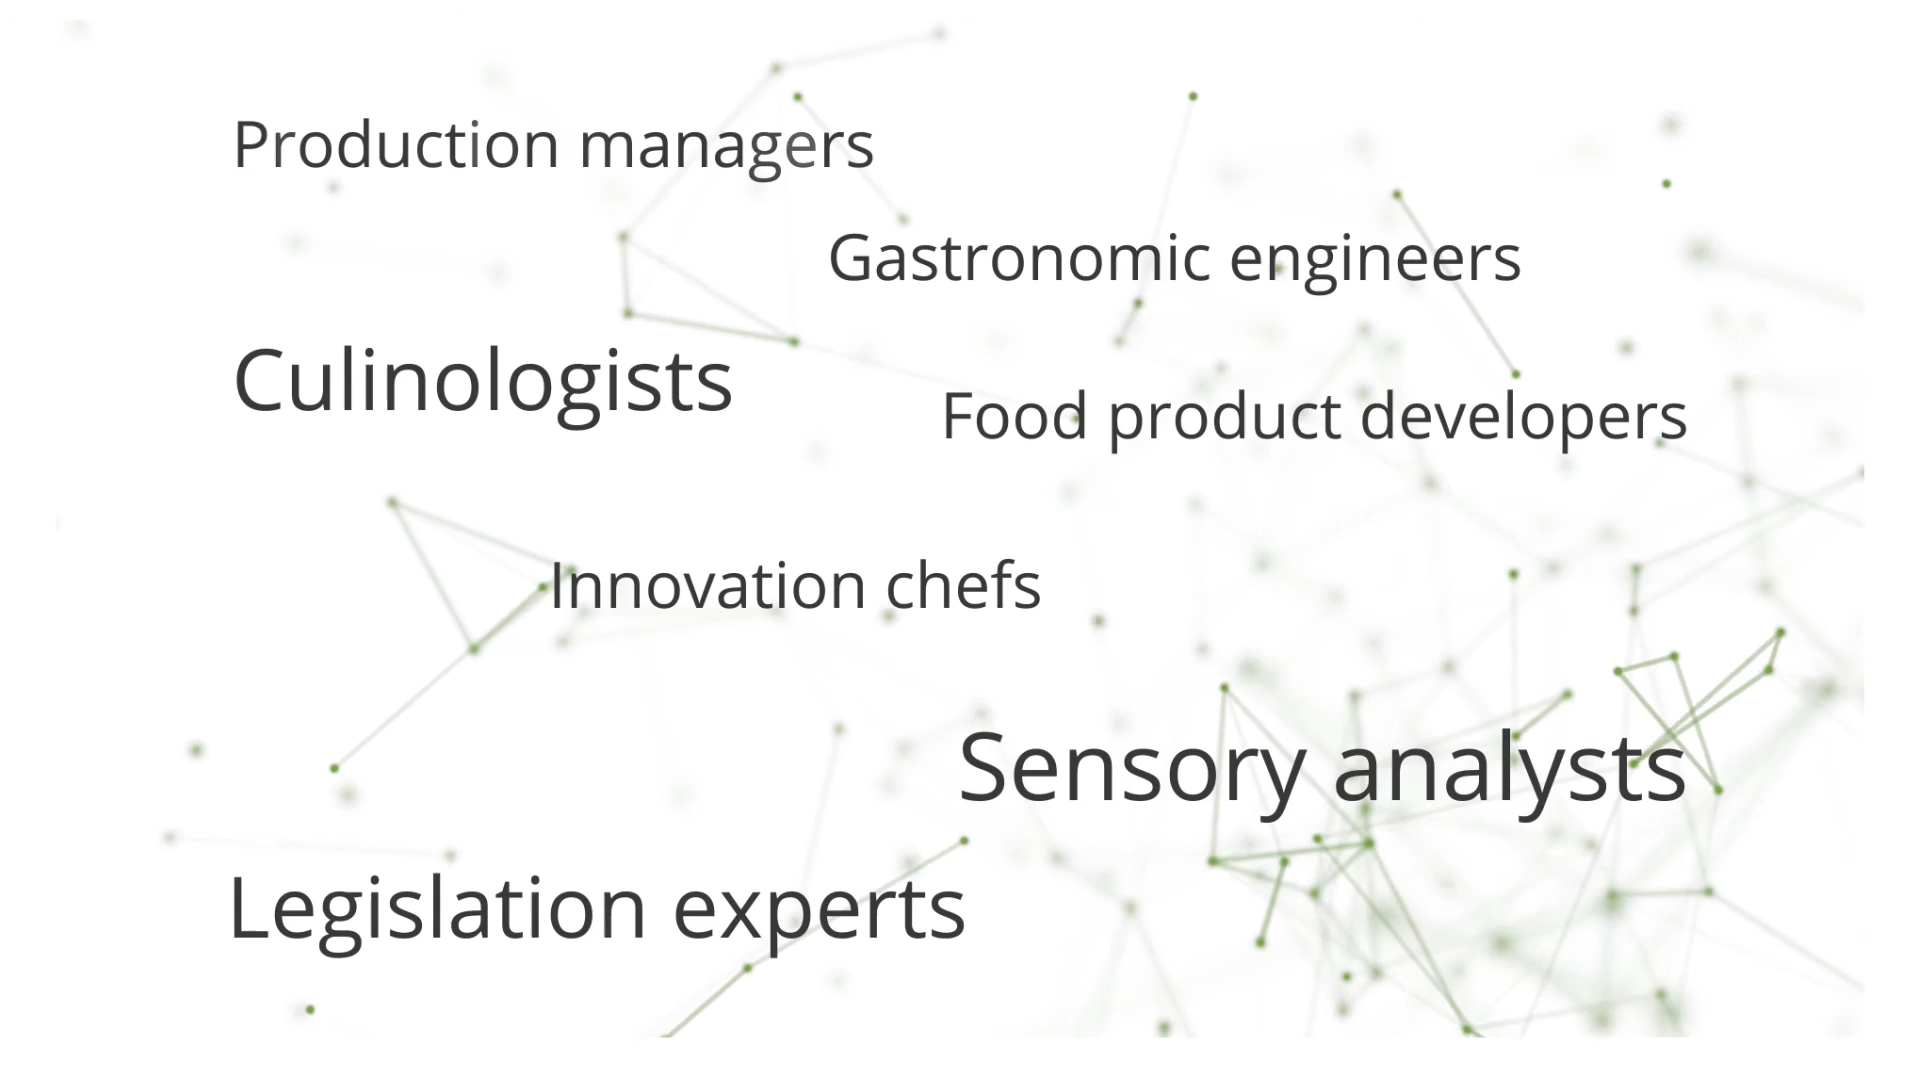 Production managers
Gastronomic engineers
Culinologists
Food product developers
Innovation chefs
Sensory analysts
Legislation experts